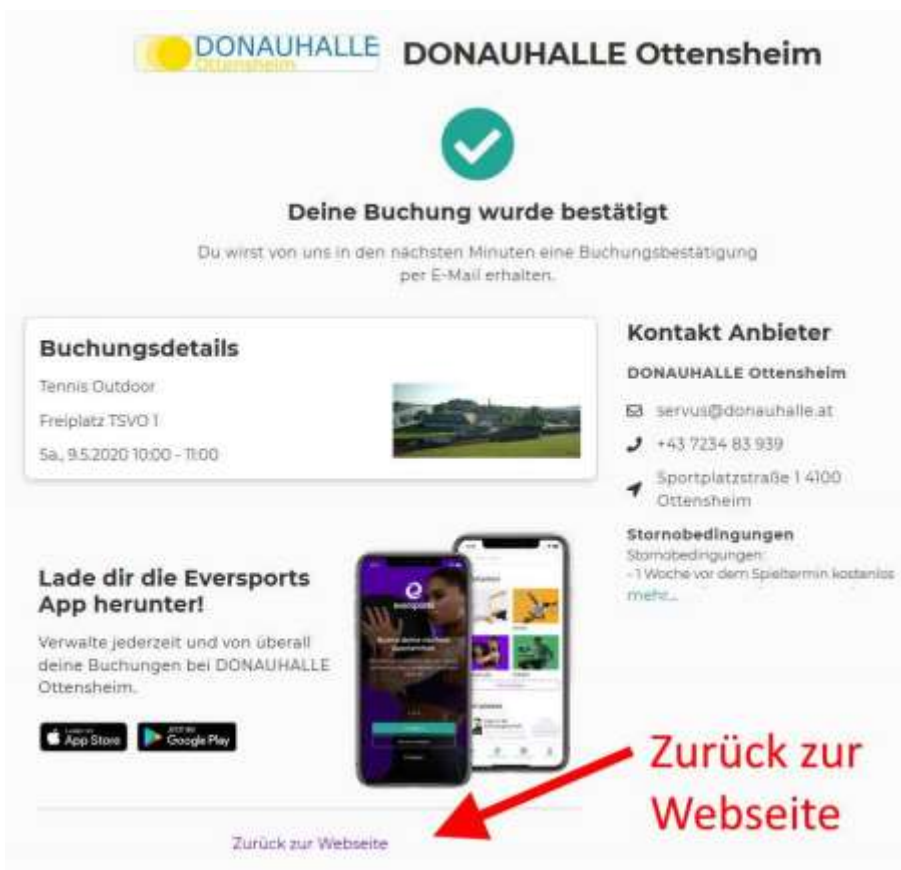 DONAUHALLE
Ottensheim
DONAUHALLE Ottensheim
Deine Buchung wurde bestätigt
Du wirst von uns in den nächsten Minuten eine Buchungsbestätigung
per E-Mail erhalten.
Buchungsdetails
Tennis Outdoor
Freiplatz TSVO 1
Sa., 9.5.2020 10:00 - 11:00
Kontakt Anbieter
DONAUHALLE Ottensheim
servus@donauhalle.at
+43 7234 83 939
Sportplatzstraße 1 4100
Ottensheim
Stornobedingungen
Stornobedingungen:
- 1 Woche vor dem Spieltermin kostenlos
mehr...
Lade dir die Eversports
App herunter!
Verwalte jederzeit und von überall
deine Buchungen bei DONAUHALLE
Ottensheim.
App Store
JETZT BEI
Google Play
eversports
Zurück zur
Webseite
Zurück zur Webseite